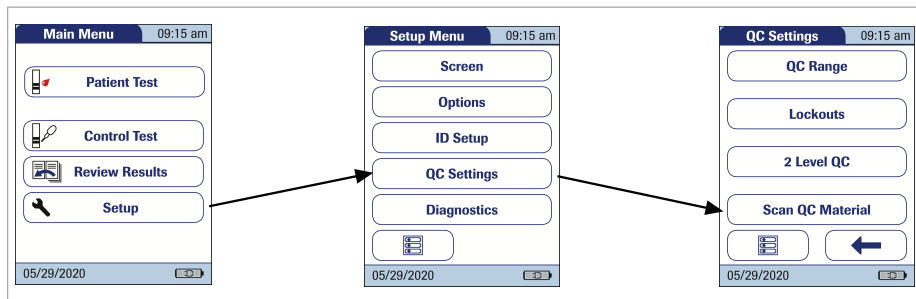 Main Menu 09:15 am
Patient Test
Control Test
Review Results
Setup
05/29/2020
Setup Menu 09:15 am
Screen
Options
ID Setup
QC Settings
Diagnostics
05/29/2020
QC Settings 09:15 am
QC Range
Lockouts
2 Level QC
Scan QC Material
05/29/2020